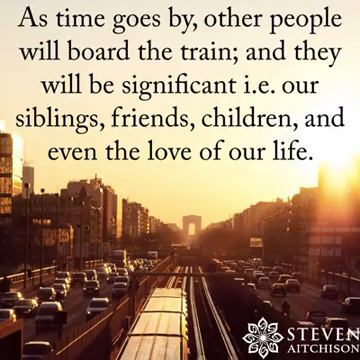 As time goes by, other people
will board the train; and they
will be significant i.e. our
siblings, friends, children, and
even the love of our life.
STEVEN
AITCHISON